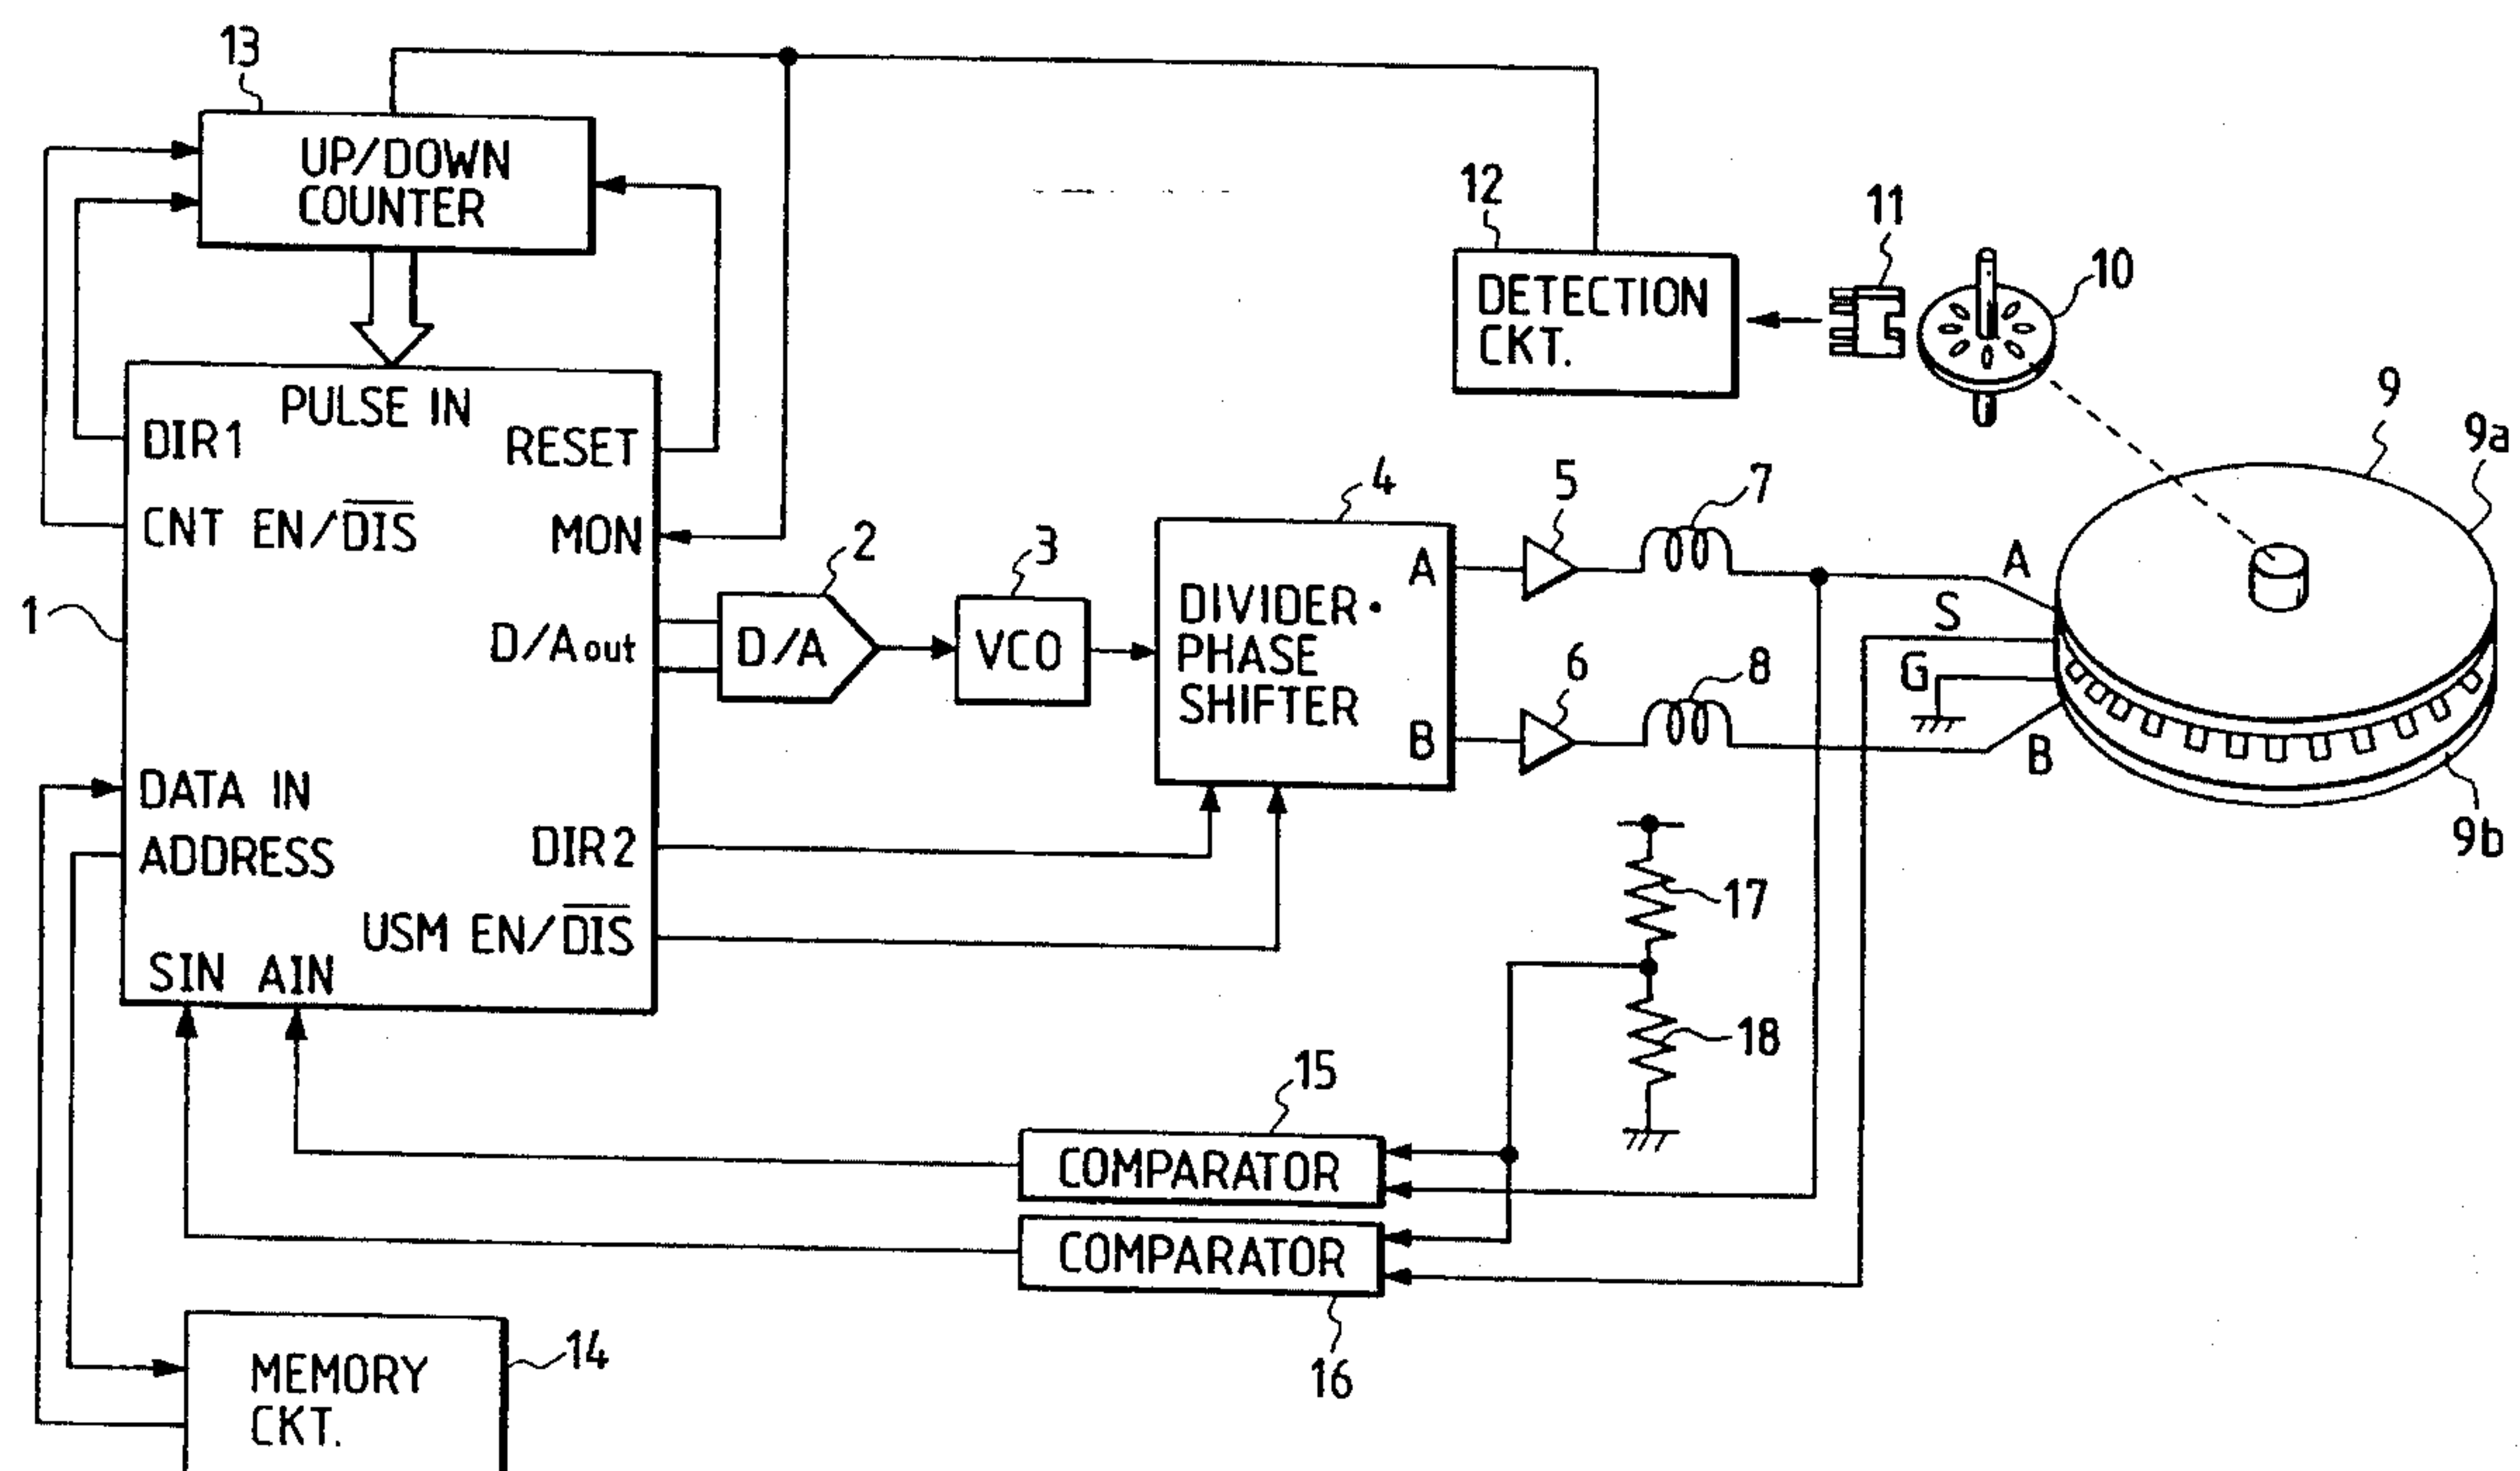 13
UP/DOWN
COUNTER
12
DETECTION
CKT.
11
10
9
9a
9b
1
PULSE IN
DIR1
RESET
CNT EN/D̅I̅S̅
MON
D/Aout
DATA IN
ADDRESS
DIR2
USM EN/D̅I̅S̅
SIN AIN
2
D/A
3
VCO
4
DIVIDER·
PHASE
SHIFTER
A
B
5
6
7
8
A
S
G
B
17
18
15
COMPARATOR
COMPARATOR
16
MEMORY
CKT.
14